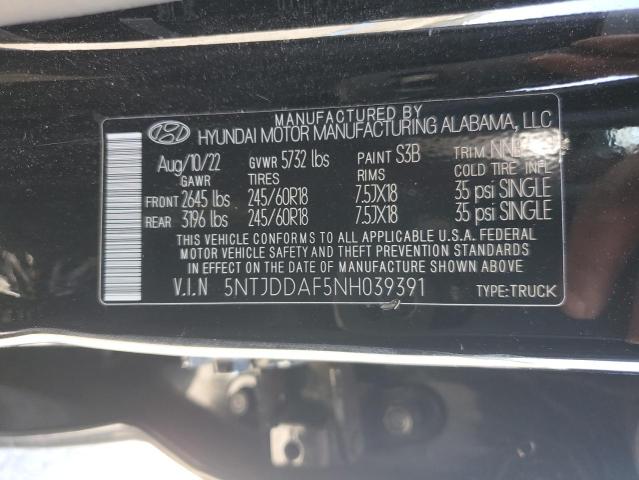 MANUFACTURED BY
HYUNDAI MOTOR MANUFACTURING ALABAMA, LLC
Aug/10/22 GVWR 5732 lbs PAINT S3B TRIM
GAWR TIRES RIMS COLD TIRE INFL
FRONT 2645 lbs 245/60R18 7.5JX18 35 psi SINGLE
REAR 3196 lbs 245/60R18 7.5JX18 35 psi SINGLE
THIS VEHICLE CONFORMS TO ALL APPLICABLE U.S.A. FEDERAL
MOTOR VEHICLE SAFETY AND THEFT PREVENTION STANDARDS
IN EFFECT ON THE DATE OF MANUFACTURE SHOWN ABOVE.
V.I.N 5NTJDDAF5NH039391 TYPE:TRUCK